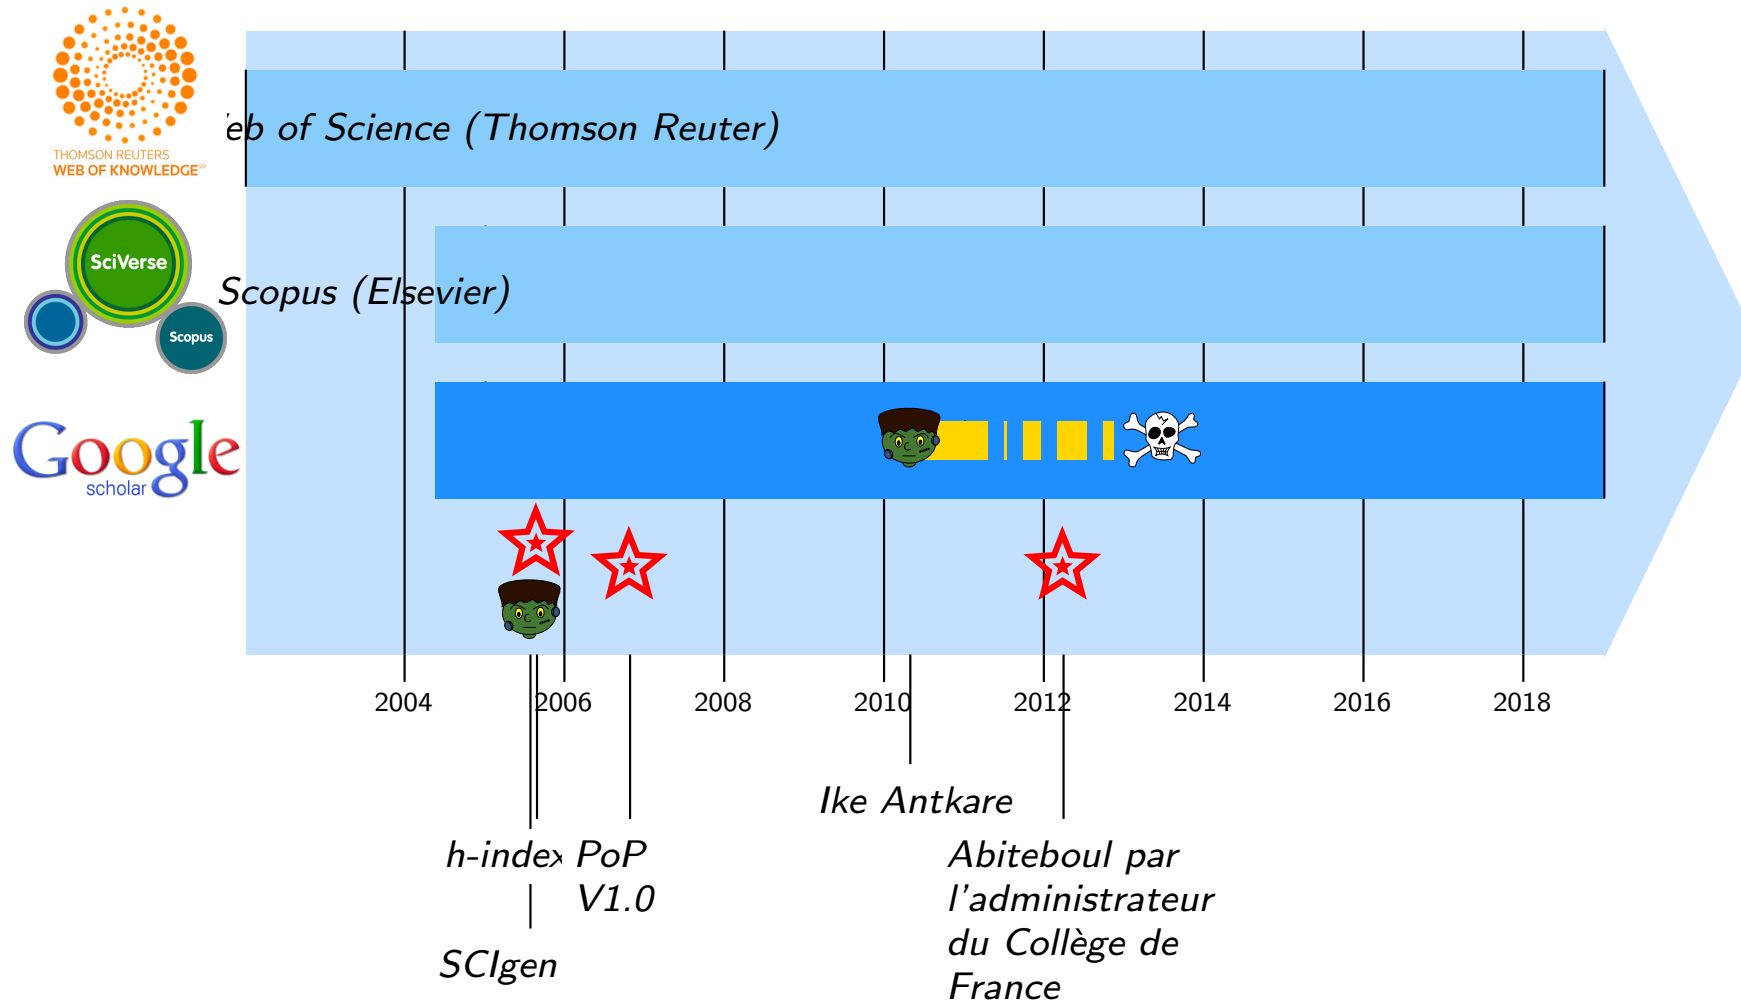 THOMSON REUTERS
WEB OF KNOWLEDGE
eb of Science (Thomson Reuter)
SciVerse
Scopus
Scopus (Elsevier)
Google
scholar
2004 2006 2008 2010 2012 2014 2016 2018
Ike Antkare
h-index PoP
V1.0
Abiteboul par
l'administrateur
du Collège de
France
SCIgen